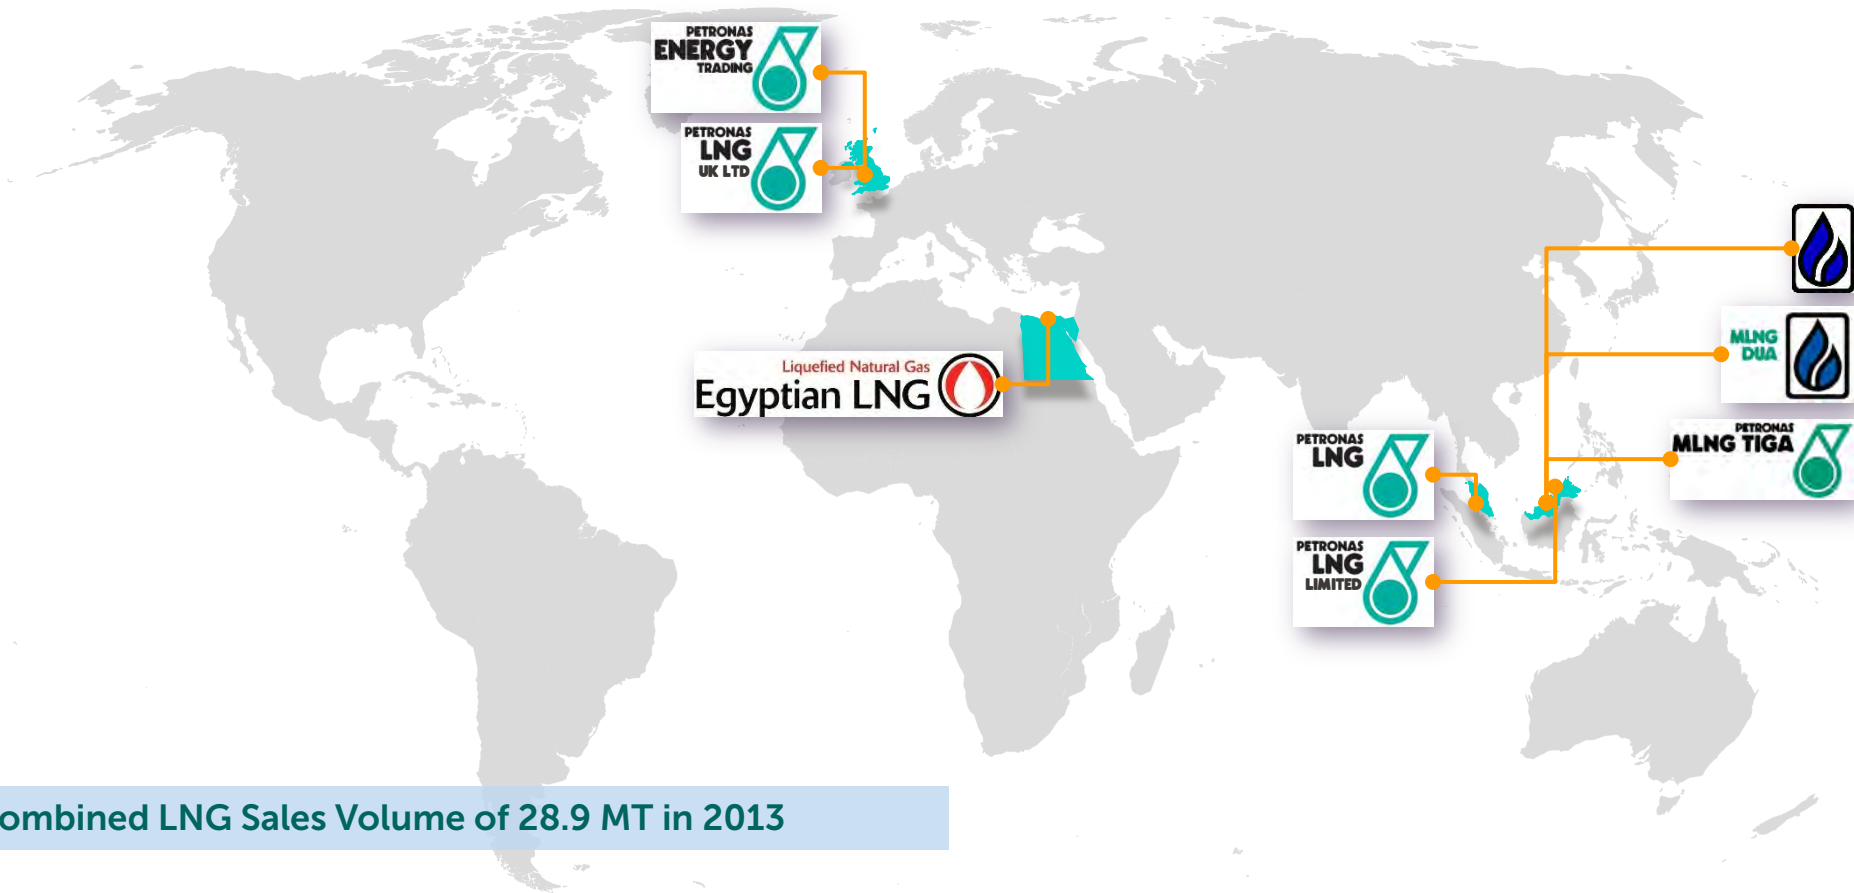 PETRONAS
ENERGY
TRADING
PETRONAS
LNG
UK LTD
MLNG
DUA
Liquefied Natural Gas
Egyptian LNG
PETRONAS
MLNG TIGA
PETRONAS
LNG
PETRONAS
LNG
LIMITED
ombined LNG Sales Volume of 28.9 MT in 2013